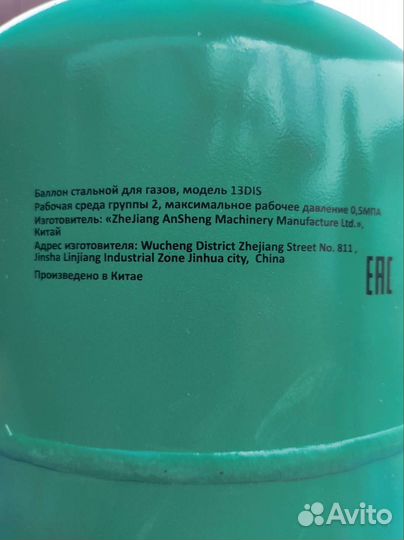 Баллон стальной для газов, модель 13DIS
Рабочая среда группы 2, максимальное рабочее давление 0,5МПА
Изготовитель: «ZheJiang AnSheng Machinery Manufacture Ltd.»,
Китай
Адрес изготовителя: Wucheng District Zhejiang Street No. 811 ,
Jinsha Linjiang Industrial Zone Jinhua city, China
Произведено в Китае
EAC
Avito